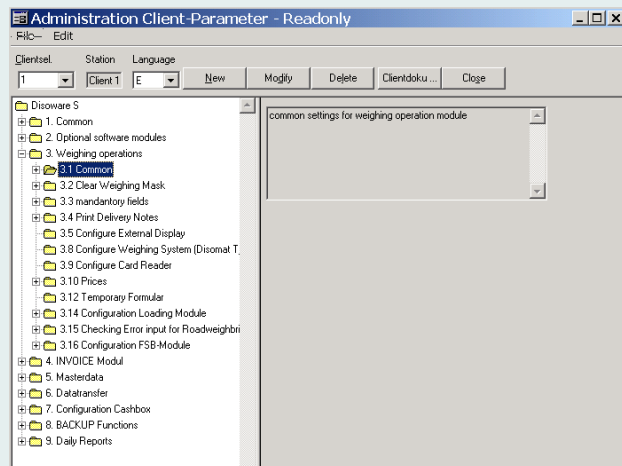 Administration Client-Parameter - Readonly
File Edit
Clientsel. Station Language
1 Client 1 E New Modify Delete Clientdoku ... Close
Disoware S
1. Common
2. Optional software modules
3. Weighing operations
3.1 Common
3.2 Clear Weighing Mask
3.3 mandantory fields
3.4 Print Delivery Notes
3.5 Configure External Display
3.8 Configure Weighing System (Disomat T,
3.9 Configure Card Reader
3.10 Prices
3.12 Temporary Formular
3.14 Configuration Loading Module
3.15 Checking Error input for Roadweighbri
3.16 Configuration FSB-Module
4. INVOICE Modul
5. Masterdata
6. Datatransfer
7. Configuration Cashbox
8. BACKUP Functions
9. Daily Reports
common settings for weighing operation module